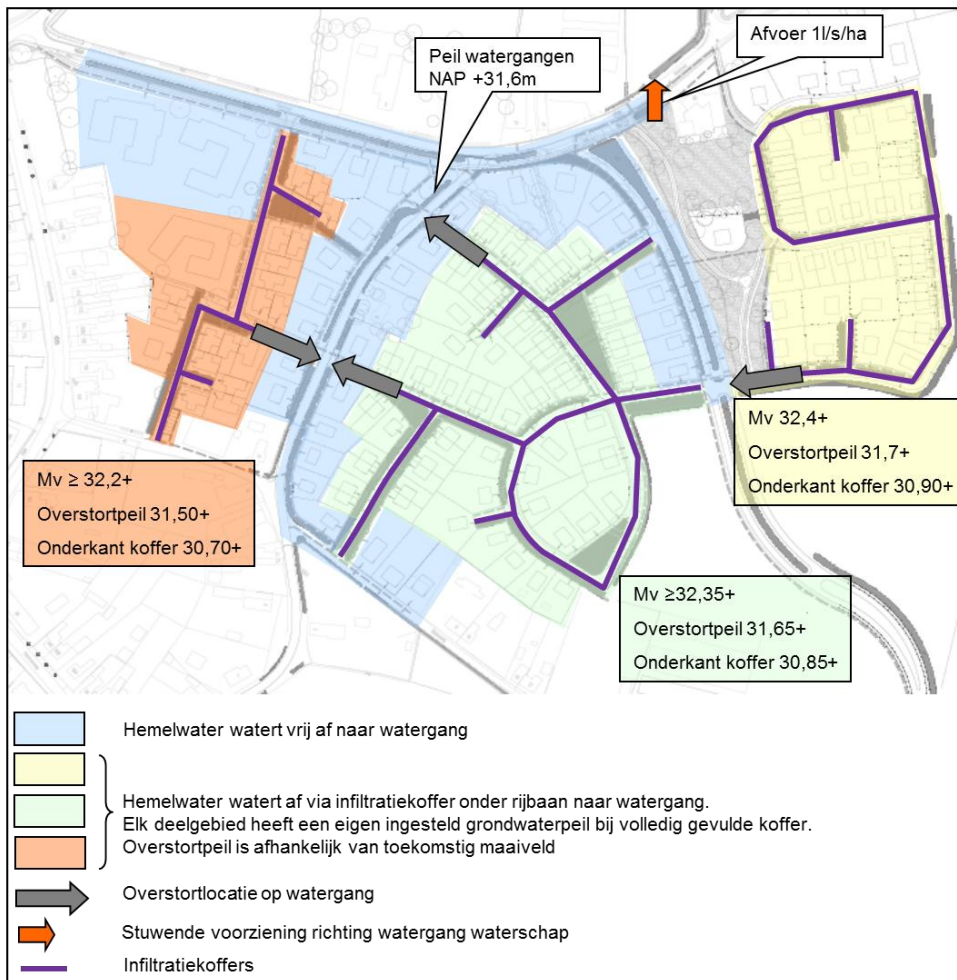 Peil watergangen
NAP +31,6m
Afvoer 1l/s/ha
Mv ≥ 32,2+
Overstortpeil 31,50+
Onderkant koffer 30,70+
Mv 32,4+
Overstortpeil 31,7+
Onderkant koffer 30,90+
Mv ≥32,35+
Overstortpeil 31,65+
Onderkant koffer 30,85+
Hemelwater watert vrij af naar watergang
Hemelwater watert af via infiltratiekoffer onder rijbaan naar watergang.
Elk deelgebied heeft een eigen ingesteld grondwaterpeil bij volledig gevulde koffer.
Overstortpeil is afhankelijk van toekomstig maaiveld
Overstortlocatie op watergang
Stuwende voorziening richting watergang waterschap
Infiltratiekoffers